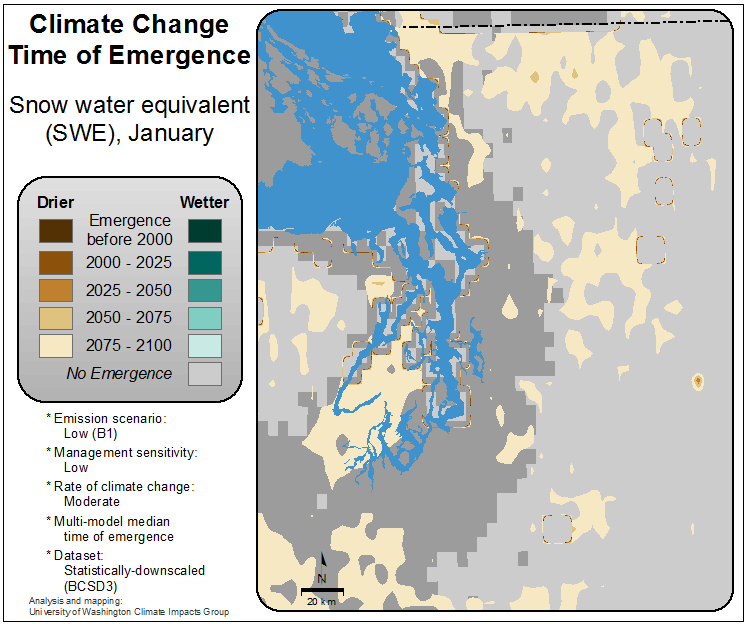 Climate Change
Time of Emergence
Snow water equivalent
(SWE), January
Drier Wetter
Emergence
before 2000
2000 - 2025
2025 - 2050
2050 - 2075
2075 - 2100
No Emergence
* Emission scenario:
Low (B1)
* Management sensitivity:
Low
* Rate of climate change:
Moderate
* Multi-model median
time of emergence
* Dataset:
Statistically-downscaled
(BCSD3)
Analysis and mapping:
University of Washington Climate Impacts Group
N
20 km